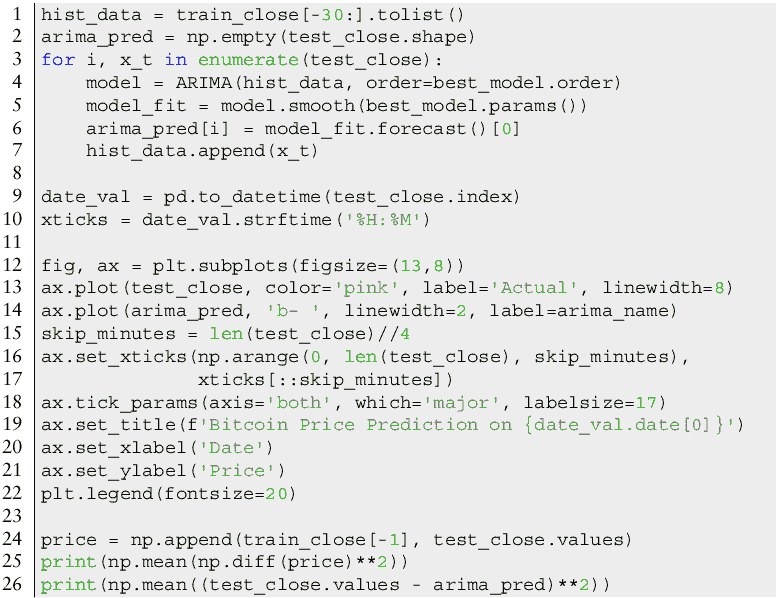 1 hist_data = train_close[-30:].tolist()
2 arima_pred = np.empty(test_close.shape)
3 for i, x_t in enumerate(test_close):
4     model = ARIMA(hist_data, order=best_model.order)
5     model_fit = model.smooth(best_model.params())
6     arima_pred[i] = model_fit.forecast()[0]
7     hist_data.append(x_t)
8
9 date_val = pd.to_datetime(test_close.index)
10 xticks = date_val.strftime('%H:%M')
11
12 fig, ax = plt.subplots(figsize=(13,8))
13 ax.plot(test_close, color='pink', label='Actual', linewidth=8)
14 ax.plot(arima_pred, 'b- ', linewidth=2, label=arima_name)
15 skip_minutes = len(test_close)//4
16 ax.set_xticks(np.arange(0, len(test_close), skip_minutes),
17               xticks[::skip_minutes])
18 ax.tick_params(axis='both', which='major', labelsize=17)
19 ax.set_title(f'Bitcoin Price Prediction on {date_val.date[0]}')
20 ax.set_xlabel('Date')
21 ax.set_ylabel('Price')
22 plt.legend(fontsize=20)
23
24 price = np.append(train_close[-1], test_close.values)
25 print(np.mean(np.diff(price)**2))
26 print(np.mean((test_close.values - arima_pred)**2))